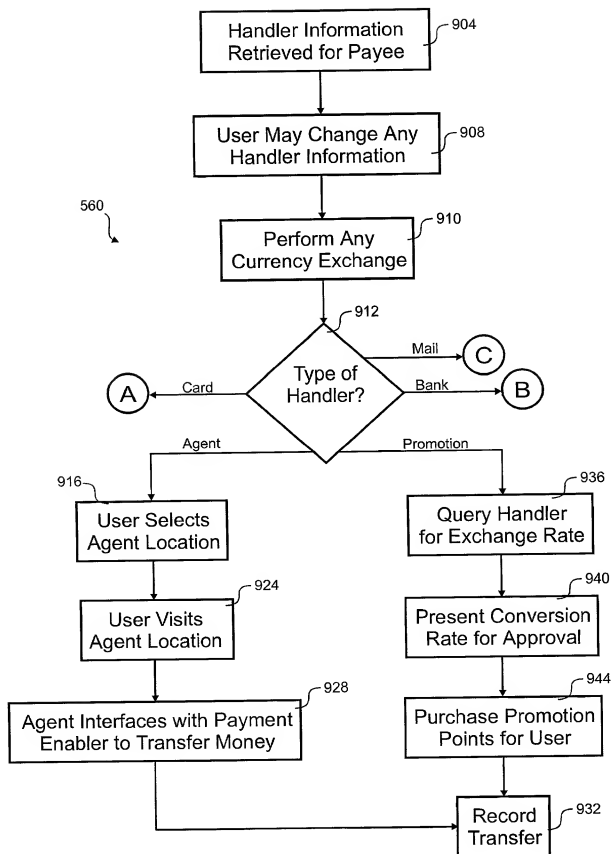 Handler Information
Retrieved for Payee
904
User May Change Any
Handler Information
908
560
Perform Any
Currency Exchange
910
912
Type of
Handler?
Mail
C
Card
A
Bank
B
Agent
Promotion
916
User Selects
Agent Location
936
Query Handler
for Exchange Rate
924
User Visits
Agent Location
940
Present Conversion
Rate for Approval
928
Agent Interfaces with Payment
Enabler to Transfer Money
944
Purchase Promotion
Points for User
Record
Transfer
932